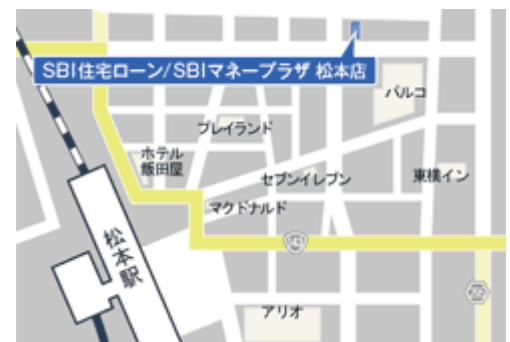 SBI住宅ローン/SBIマネープラザ 松本店
パルコ
プレイランド
ホテル
飯田屋
セブンイレブン
東横イン
マクドナルド
松本駅
アリオ